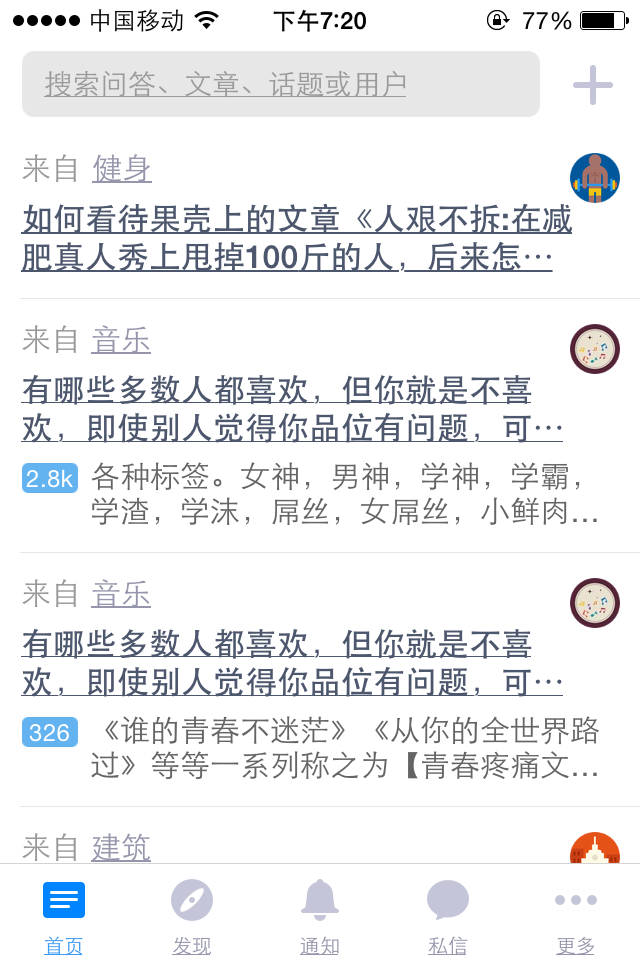 中国移动 下午7:20 77%
搜索问答、文章、话题或用户
来自 健身
如何看待果壳上的文章《人艰不拆:在减
肥真人秀上甩掉100斤的人，后来怎…
来自 音乐
有哪些多数人都喜欢，但你就是不喜
欢，即使别人觉得你品位有问题，可…
2.8k 各种标签。女神，男神，学神，学霸，
学渣，学沫，屌丝，女屌丝，小鲜肉...
来自 音乐
有哪些多数人都喜欢，但你就是不喜
欢，即使别人觉得你品位有问题，可…
326 《谁的青春不迷茫》《从你的全世界路
过》等等一系列称之为【青春疼痛文...
来自 建筑
首页 发现 通知 私信 更多